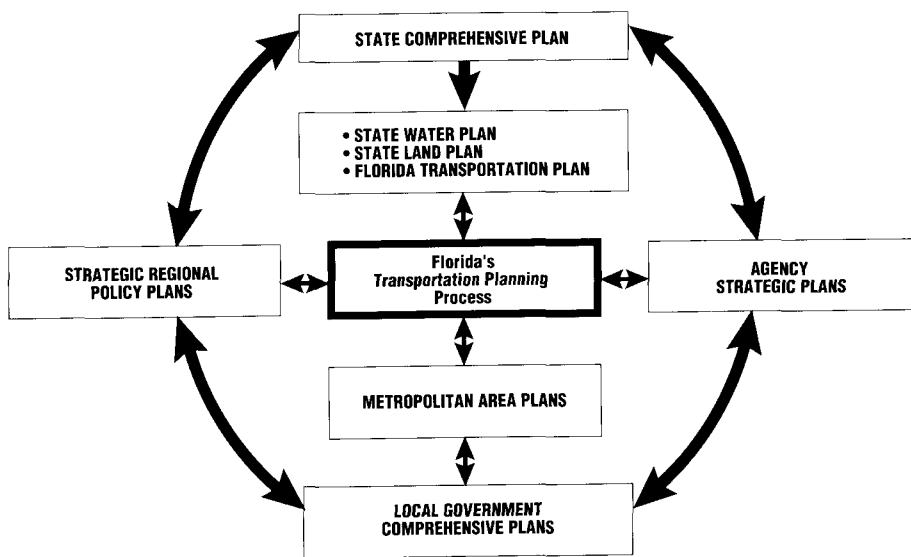 STATE COMPREHENSIVE PLAN
• STATE WATER PLAN
• STATE LAND PLAN
• FLORIDA TRANSPORTATION PLAN
STRATEGIC REGIONAL
POLICY PLANS
Florida's
Transportation Planning
Process
AGENCY
STRATEGIC PLANS
METROPOLITAN AREA PLANS
LOCAL GOVERNMENT
COMPREHENSIVE PLANS